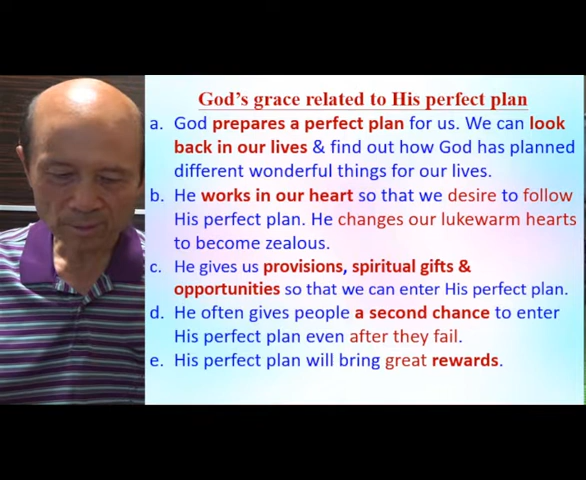 God's grace related to His perfect plan
a. God prepares a perfect plan for us. We can look
back in our lives & find out how God has planned
different wonderful things for our lives.
b. He works in our heart so that we desire to follow
His perfect plan. He changes our lukewarm hearts
to become zealous.
c. He gives us provisions, spiritual gifts &
opportunities so that we can enter His perfect plan.
d. He often gives people a second chance to enter
His perfect plan even after they fail.
e. His perfect plan will bring great rewards.